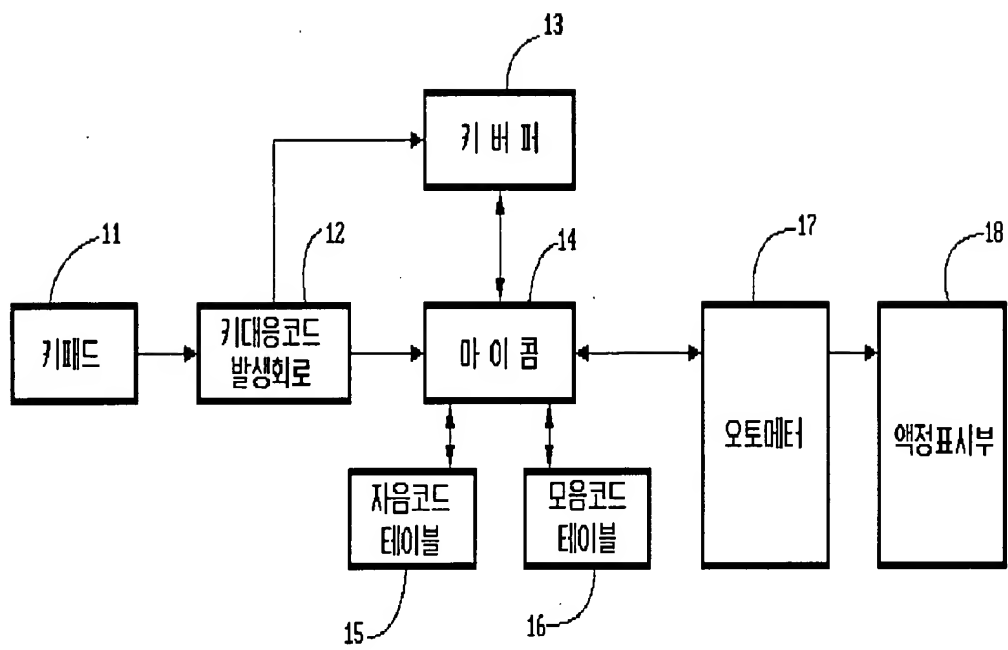 13
키버퍼
11
12
14
17
18
키패드
키대응코드
발생회로
마이콤
오토메터
액정표시부
자음코드
테이블
모음코드
테이블
15
16